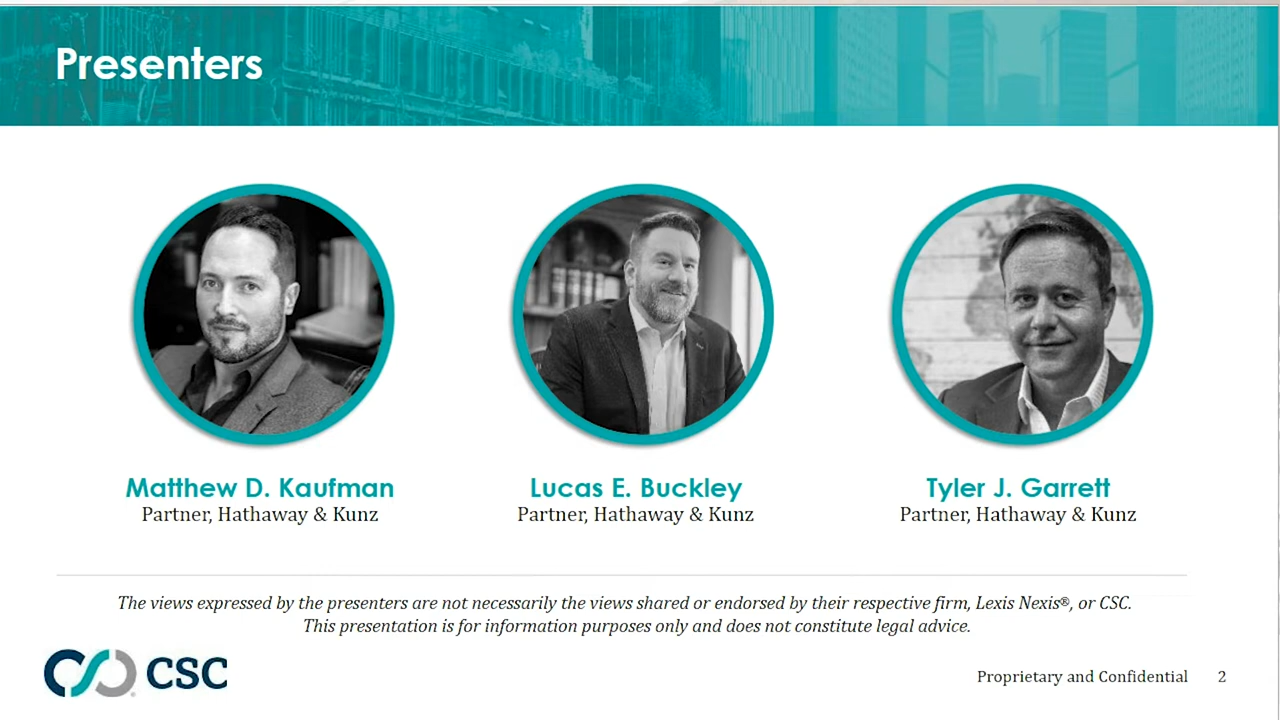 Presenters
Matthew D. Kaufman
Partner, Hathaway & Kunz
Lucas E. Buckley
Partner, Hathaway & Kunz
Tyler J. Garrett
Partner, Hathaway & Kunz
The views expressed by the presenters are not necessarily the views shared or endorsed by their respective firm, Lexis Nexis®, or CSC.
This presentation is for information purposes only and does not constitute legal advice.
CSC
Proprietary and Confidential 2